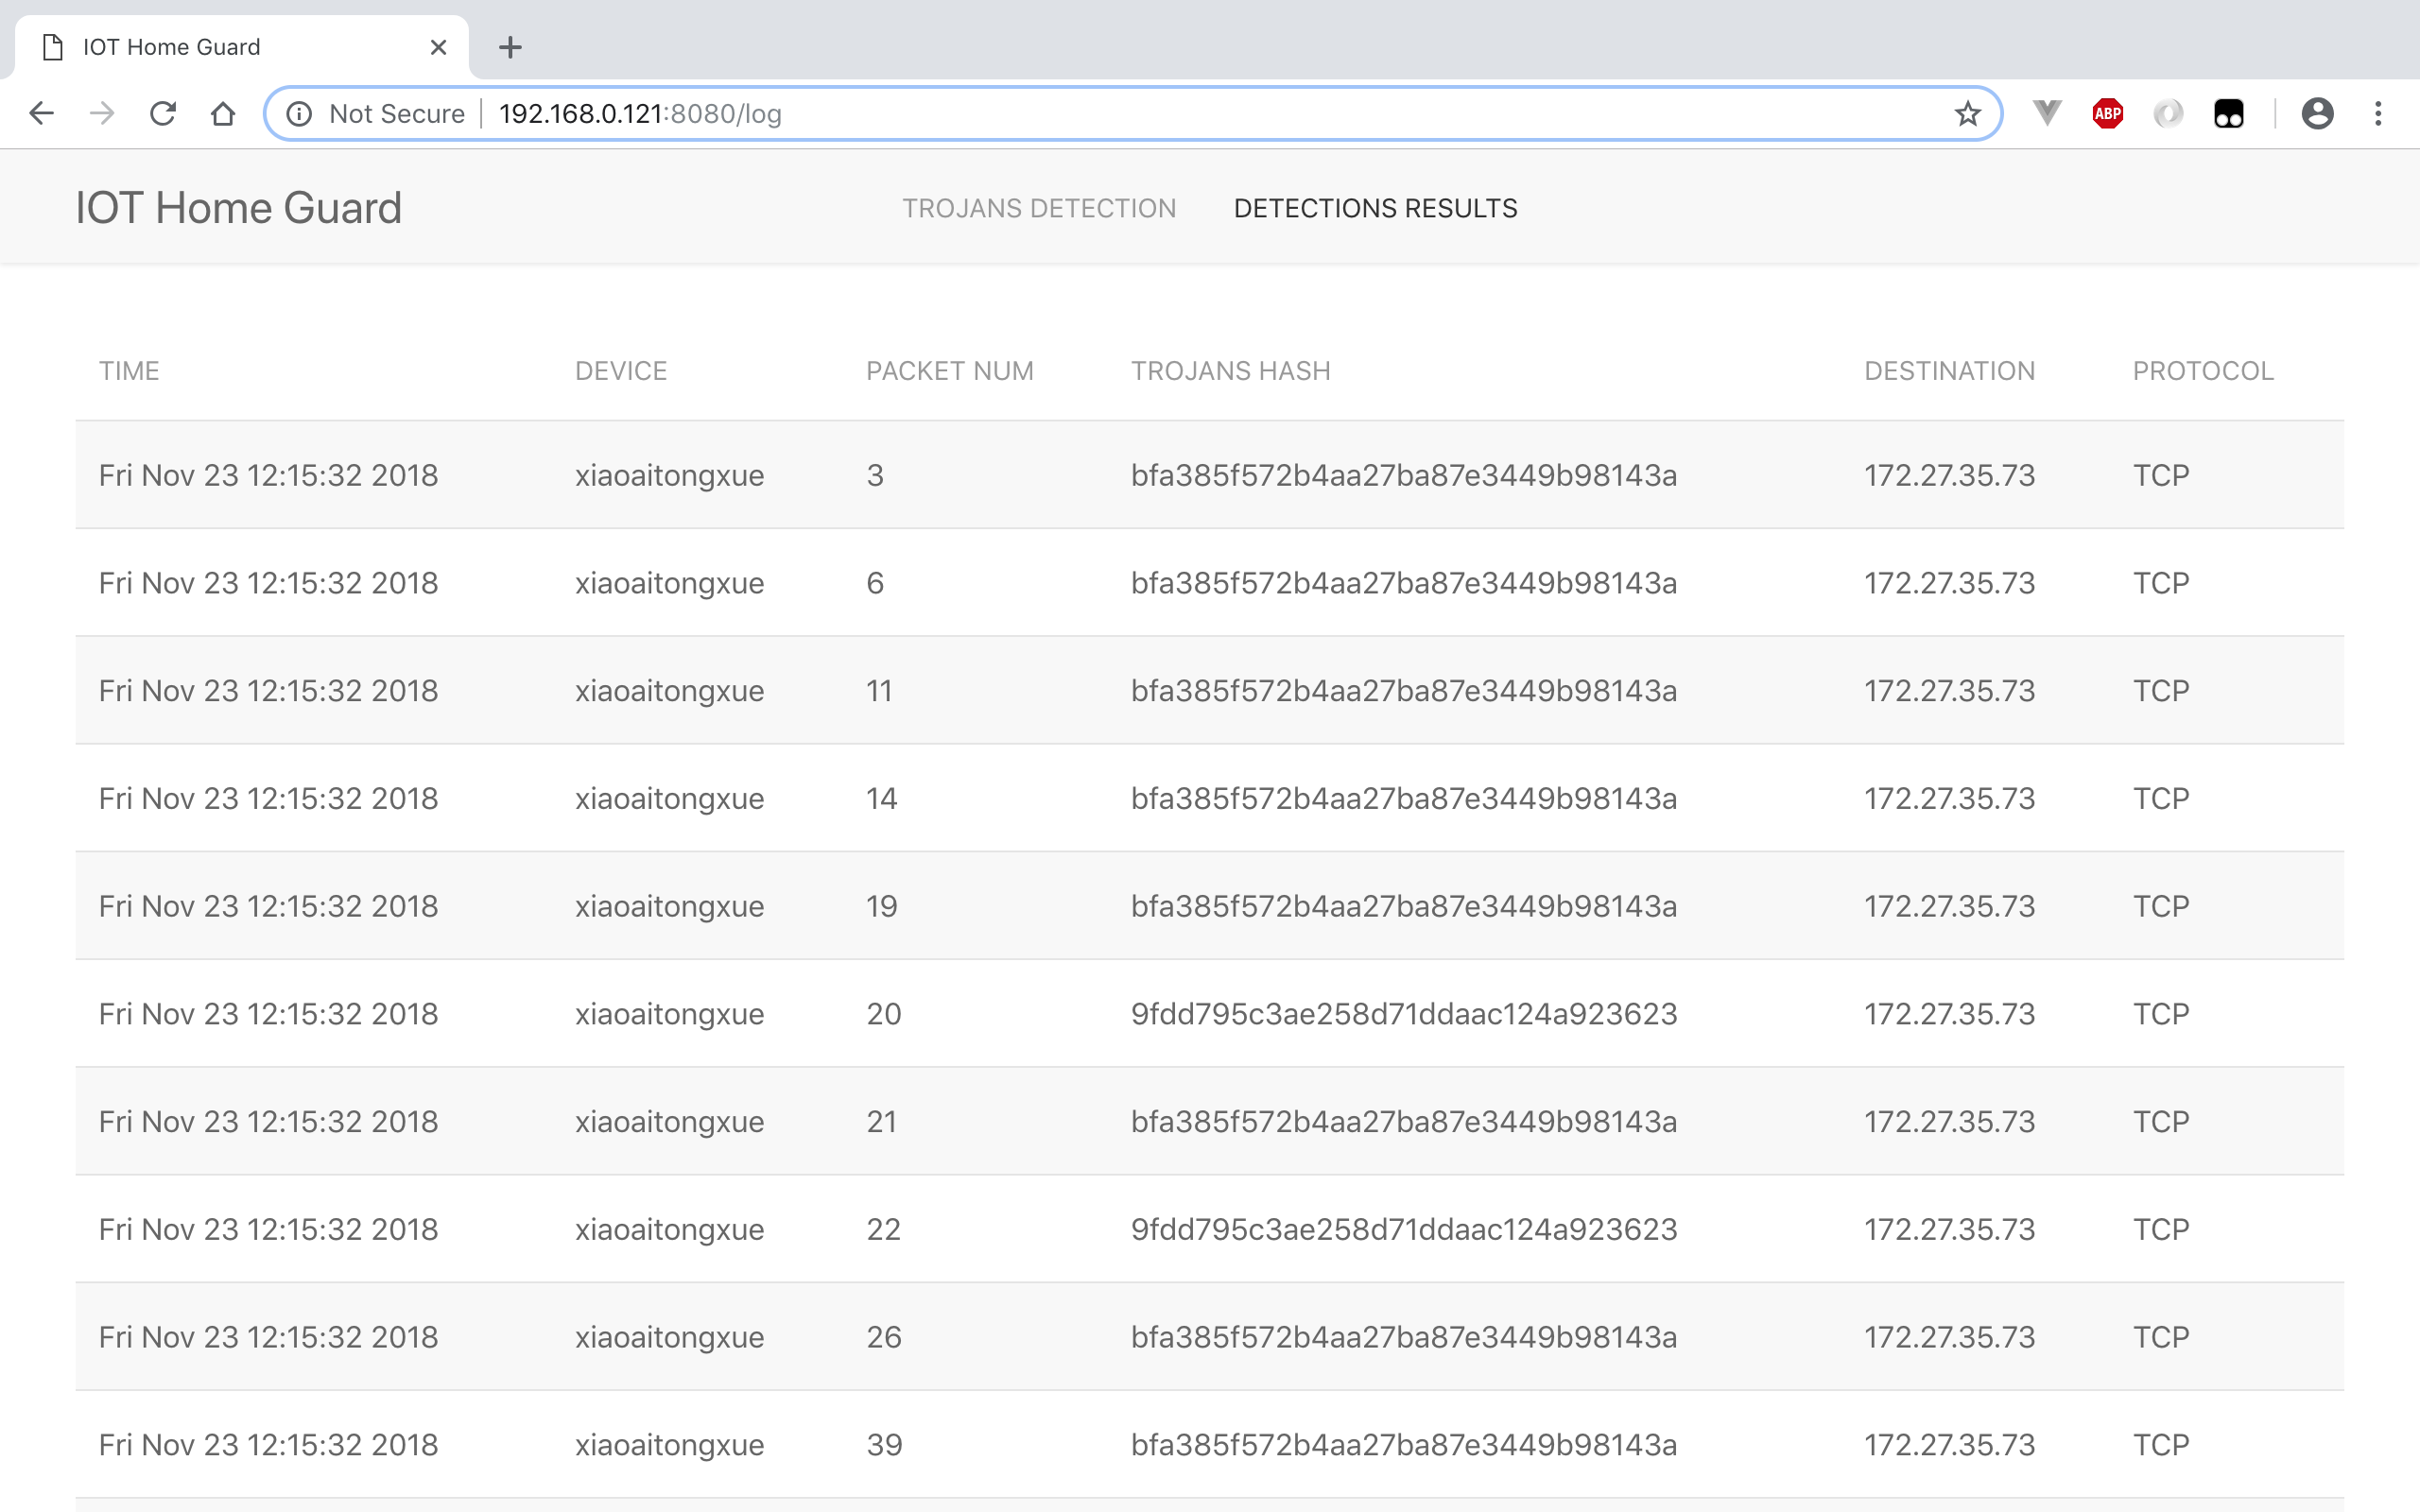 IOT Home Guard
Not Secure 192.168.0.121:8080/log
ABP
IOT Home Guard TROJANS DETECTION DETECTIONS RESULTS
TIME DEVICE PACKET NUM TROJANS HASH DESTINATION PROTOCOL
Fri Nov 23 12:15:32 2018 xiaoaitongxue 3 bfa385f572b4aa27ba87e3449b98143a 172.27.35.73 TCP
Fri Nov 23 12:15:32 2018 xiaoaitongxue 6 bfa385f572b4aa27ba87e3449b98143a 172.27.35.73 TCP
Fri Nov 23 12:15:32 2018 xiaoaitongxue 11 bfa385f572b4aa27ba87e3449b98143a 172.27.35.73 TCP
Fri Nov 23 12:15:32 2018 xiaoaitongxue 14 bfa385f572b4aa27ba87e3449b98143a 172.27.35.73 TCP
Fri Nov 23 12:15:32 2018 xiaoaitongxue 19 bfa385f572b4aa27ba87e3449b98143a 172.27.35.73 TCP
Fri Nov 23 12:15:32 2018 xiaoaitongxue 20 9fdd795c3ae258d71ddaac124a923623 172.27.35.73 TCP
Fri Nov 23 12:15:32 2018 xiaoaitongxue 21 bfa385f572b4aa27ba87e3449b98143a 172.27.35.73 TCP
Fri Nov 23 12:15:32 2018 xiaoaitongxue 22 9fdd795c3ae258d71ddaac124a923623 172.27.35.73 TCP
Fri Nov 23 12:15:32 2018 xiaoaitongxue 26 bfa385f572b4aa27ba87e3449b98143a 172.27.35.73 TCP
Fri Nov 23 12:15:32 2018 xiaoaitongxue 39 bfa385f572b4aa27ba87e3449b98143a 172.27.35.73 TCP